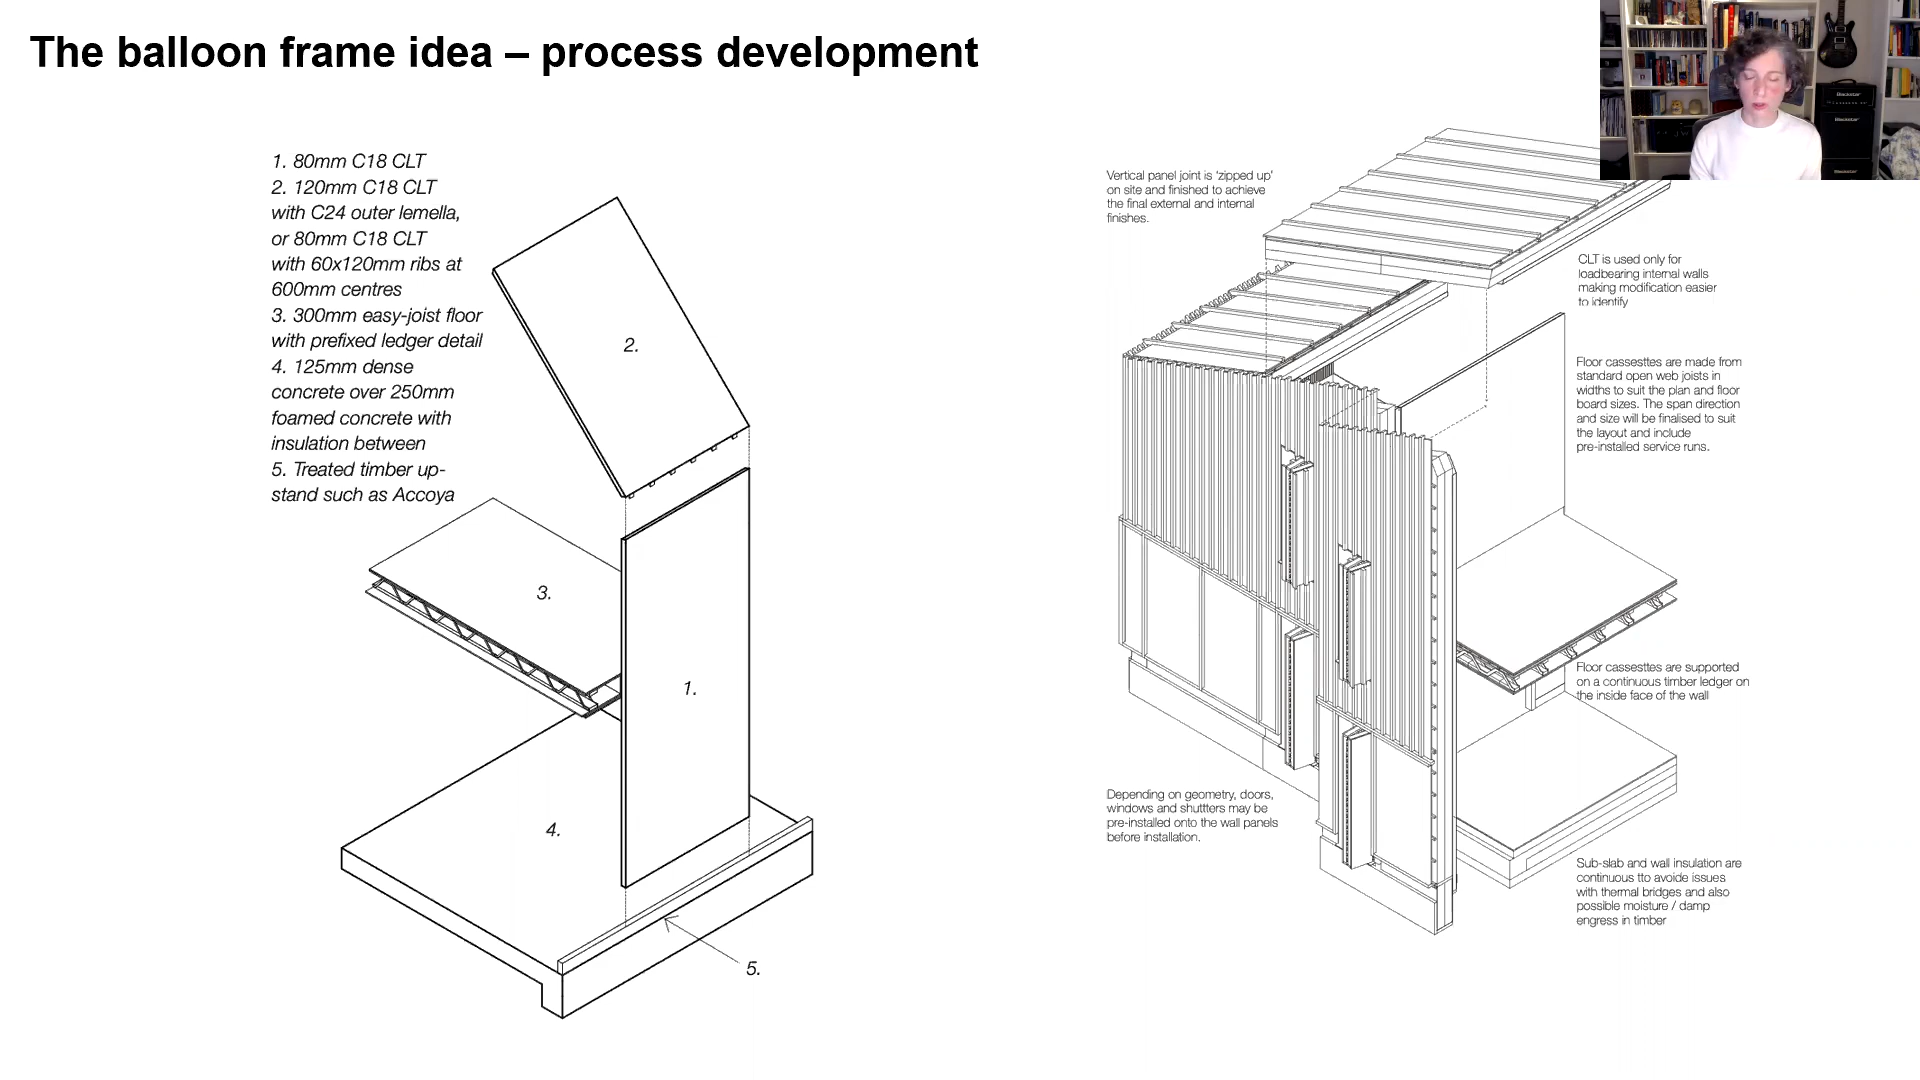 The balloon frame idea – process development
1. 80mm C18 CLT
2. 120mm C18 CLT
with C24 outer lemella,
or 80mm C18 CLT
with 60x120mm ribs at
600mm centres
3. 300mm easy-joist floor
with prefixed ledger detail
4. 125mm dense
concrete over 250mm
foamed concrete with
insulation between
5. Treated timber up-
stand such as Accoya
2.
3.
1.
4.
5.
Vertical panel joint is 'zipped up'
on site and finished to achieve
the final external and internal
finishes.
CLT is used only for
loadbearing internal walls
making modification easier
to identify
Floor cassesttes are made from
standard open web joists in
widths to suit the plan and floor
board sizes. The span direction
and size will be finalised to suit
the layout and include
pre-installed service runs.
Floor cassesttes are supported
on a continuous timber ledger on
the inside face of the wall
Depending on geometry, doors,
windows and shuttters may be
pre-installed onto the wall panels
before installation.
Sub-slab and wall insulation are
continuous tto avoide issues
with thermal bridges and also
possible moisture / damp
engress in timber
Blackstar
Blackstar
Blackstar